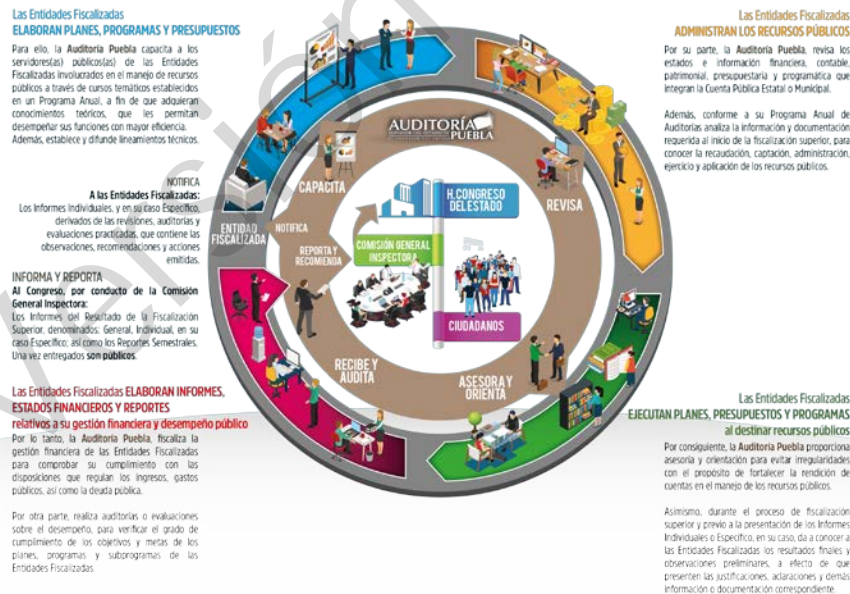 Las Entidades Fiscalizadas
ELABORAN PLANES, PROGRAMAS Y PRESUPUESTOS
Para ello, la Auditoría Puebla capacita a los
servidores(as) públicos(as) de las Entidades
Fiscalizadas involucrados en el manejo de recursos
públicos a través de cursos temáticos establecidos
en un Programa Anual, a fin de que adquieran
conocimientos teóricos, que les permitan
desempeñar sus funciones con mayor eficiencia.
Además, establece y difunde lineamientos técnicos.
NOTIFICA
A las Entidades Fiscalizadas:
Los Informes Individuales, y en su caso Específico,
derivados de las revisiones, auditorías y
evaluaciones practicadas, que contiene las
observaciones, recomendaciones y acciones
emitidas.
INFORMA Y REPORTA
Al Congreso, por conducto de la Comisión
General Inspectora:
Los Informes del Resultado de la Fiscalización
Superior, denominados: General, Individual, en su
caso Específico; así como los Reportes Semestrales.
Una vez entregados son públicos.
Las Entidades Fiscalizadas ELABORAN INFORMES,
ESTADOS FINANCIEROS Y REPORTES
relativos a su gestión financiera y desempeño público
Por lo tanto, la Auditoría Puebla, fiscaliza la
gestión financiera de las Entidades Fiscalizadas
para comprobar su cumplimiento con las
disposiciones que regulan los ingresos, gastos
públicos, así como la deuda pública.
Por otra parte, realiza auditorías o evaluaciones
sobre el desempeño, para verificar el grado de
cumplimiento de los objetivos y metas de los
planes, programas y subprogramas de las
Entidades Fiscalizadas.
AUDITORÍA
PUEBLA
CAPACITA
REVISA
H. CONGRESO
DEL ESTADO
ENTIDAD
FISCALIZADA
NOTIFICA
REPORTA Y
RECOMIENDA
COMISIÓN GENERAL
INSPECTORA
CIUDADANOS
RECIBE Y
AUDITA
ASESORA Y
ORIENTA
Las Entidades Fiscalizadas
ADMINISTRAN LOS RECURSOS PÚBLICOS
Por su parte, la Auditoría Puebla, revisa los
estados e información financiera, contable,
patrimonial, presupuestaria y programática que
integran la Cuenta Pública Estatal o Municipal.
Además, conforme a su Programa Anual de
Auditorías analiza la información y documentación
requerida al inicio de la fiscalización superior, para
conocer la recaudación, captación, administración,
ejercicio y aplicación de los recursos públicos.
Las Entidades Fiscalizadas
EJECUTAN PLANES, PRESUPUESTOS Y PROGRAMAS
al destinar recursos públicos
Por consiguiente, la Auditoría Puebla proporciona
asesoría y orientación para evitar irregularidades
con el propósito de fortalecer la rendición de
cuentas en el manejo de los recursos públicos.
Asimismo, durante el proceso de fiscalización
superior y previo a la presentación de los Informes
Individuales o Específico, en su caso, da a conocer a
las Entidades Fiscalizadas los resultados finales y
observaciones preliminares, a efecto de que
presenten las justificaciones, aclaraciones y demás
información o documentación correspondiente.
Versión